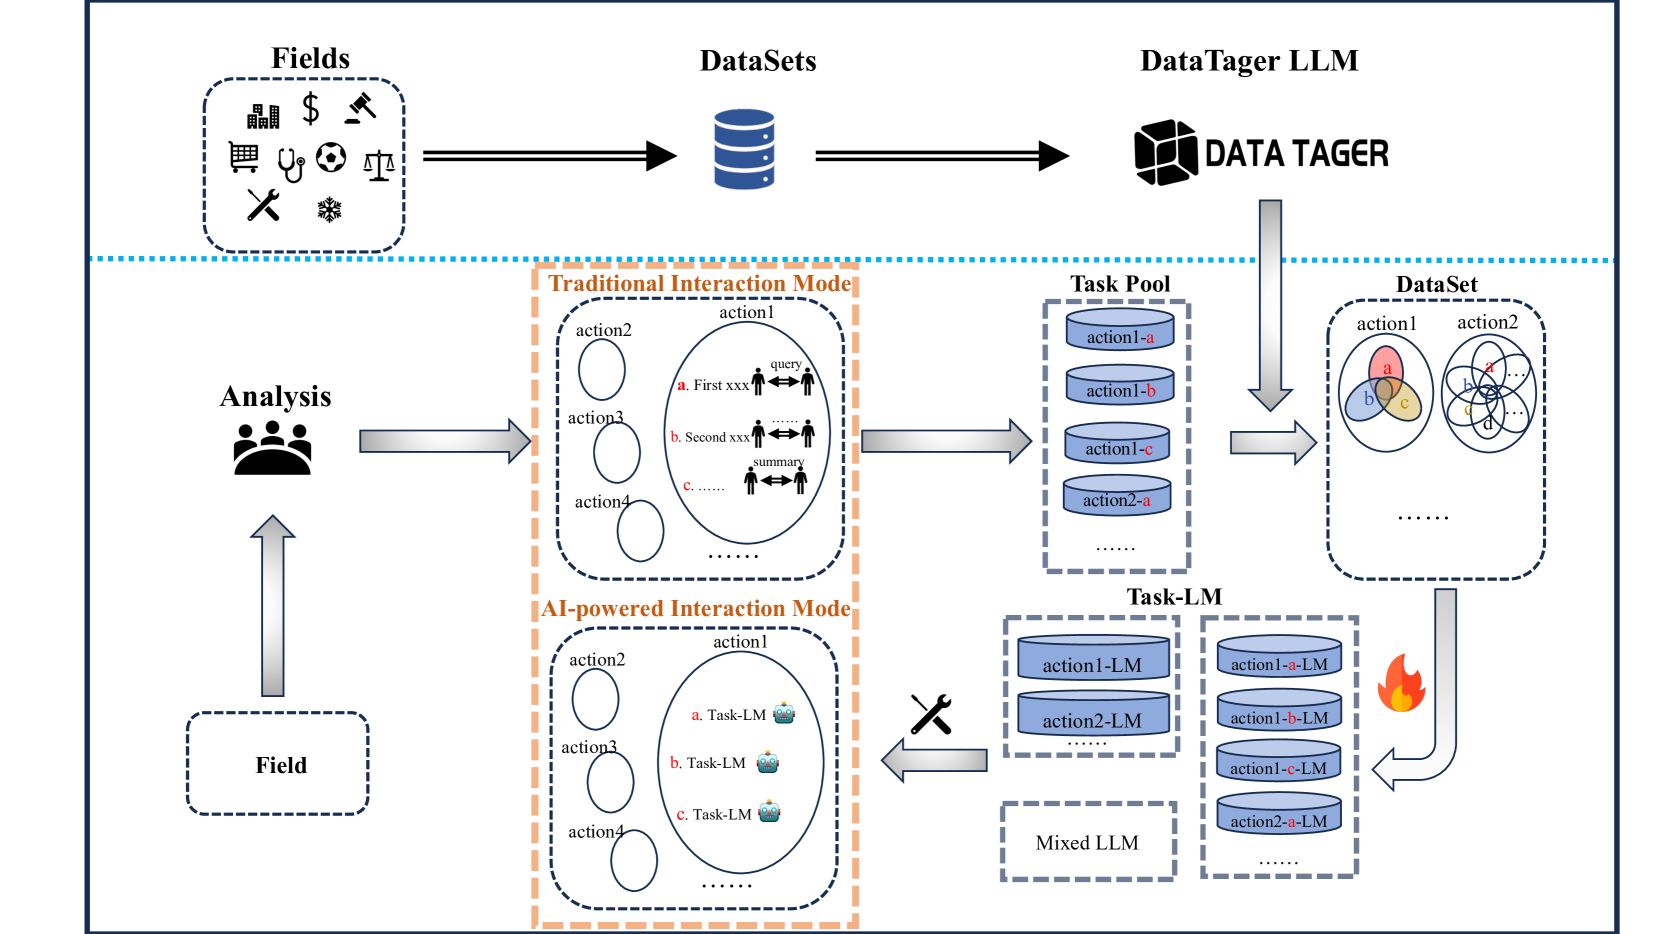 Fields
DataSets
DataTager LLM
$
DATA TAGER
Traditional Interaction Mode
action1
action2
query
a. First xxx
action3
......
b. Second xxx
summary
c. ......
action4
......
Analysis
Field
Task Pool
action1-a
action1-b
action1-c
action2-a
......
DataSet
action1
action2
a
b
c
a
...
b
c
...
d
......
AI-powered Interaction Mode
action1
action2
a. Task-LM
action3
b. Task-LM
c. Task-LM
action4
......
Task-LM
action1-LM
action2-LM
......
Mixed LLM
action1-a-LM
action1-b-LM
action1-c-LM
action2-a-LM
......